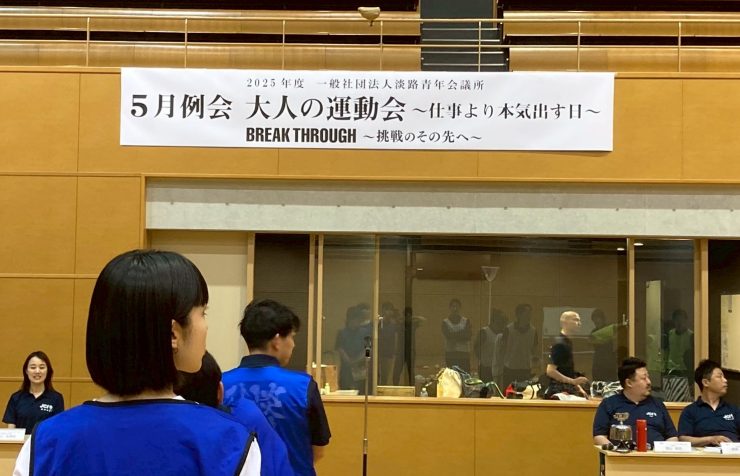 2025年度 一般社団法人淡路青年会議所
5月例会 大人の運動会 ～仕事より本気出す日～
BREAK THROUGH ～挑戦のその先へ～